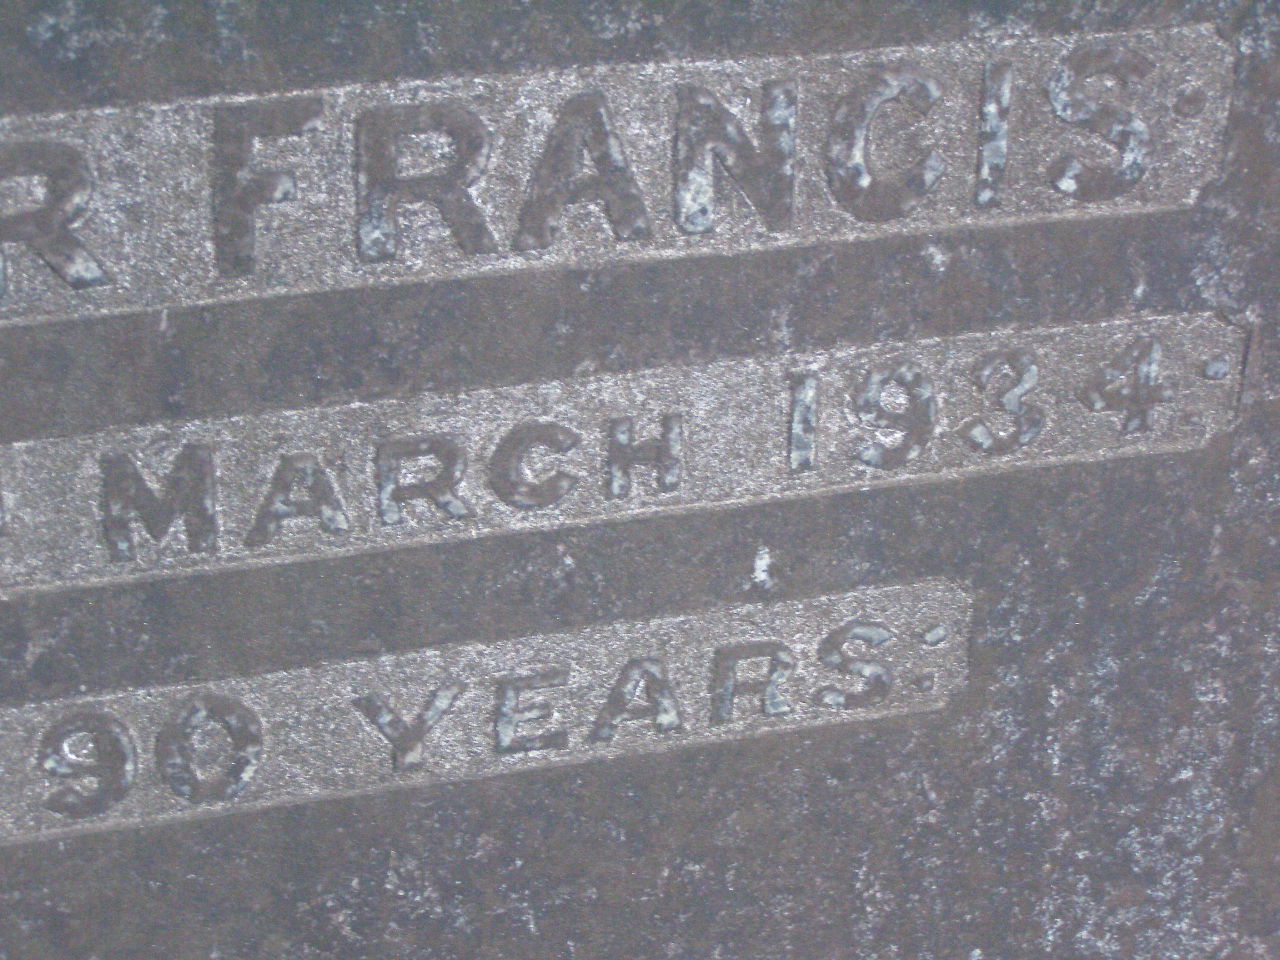 R FRANCIS.
MARCH 1934.
90 YEARS: